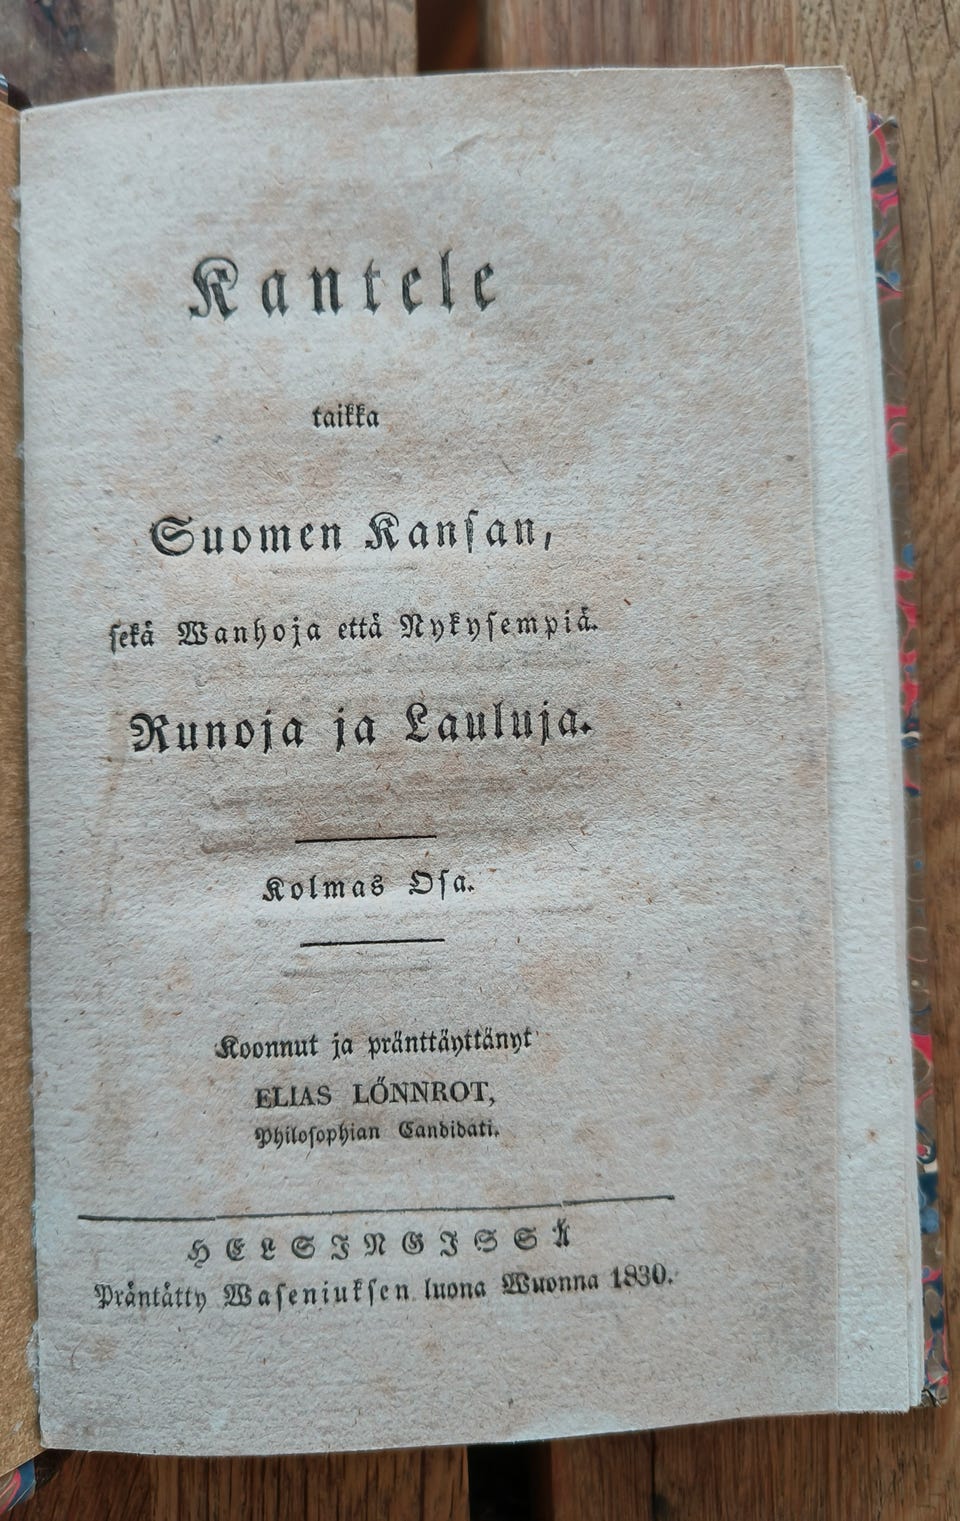 Kantele
taikka
Suomen Kansan,
sekä Wanhoja että Nykysempiä.
Runoja ja Lauluja.
Kolmas Osa.
Koonnut ja pränttäyttänyt
ELIAS LÖNNROT,
Philosophian Candidati.
HELSINGISSÄ
Präntätty Waseniuksen luona Wuonna 1830.